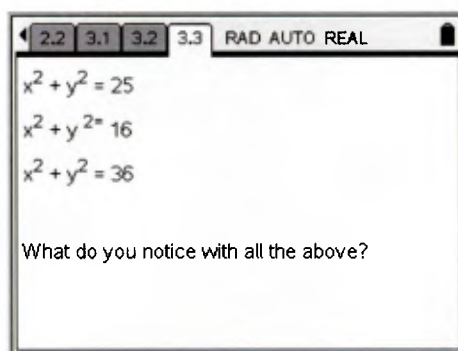 2.2 3.1 3.2 3.3 RAD AUTO REAL
x² + y² = 25
x² + y ²⁼ 16
x² + y² = 36
What do you notice with all the above?